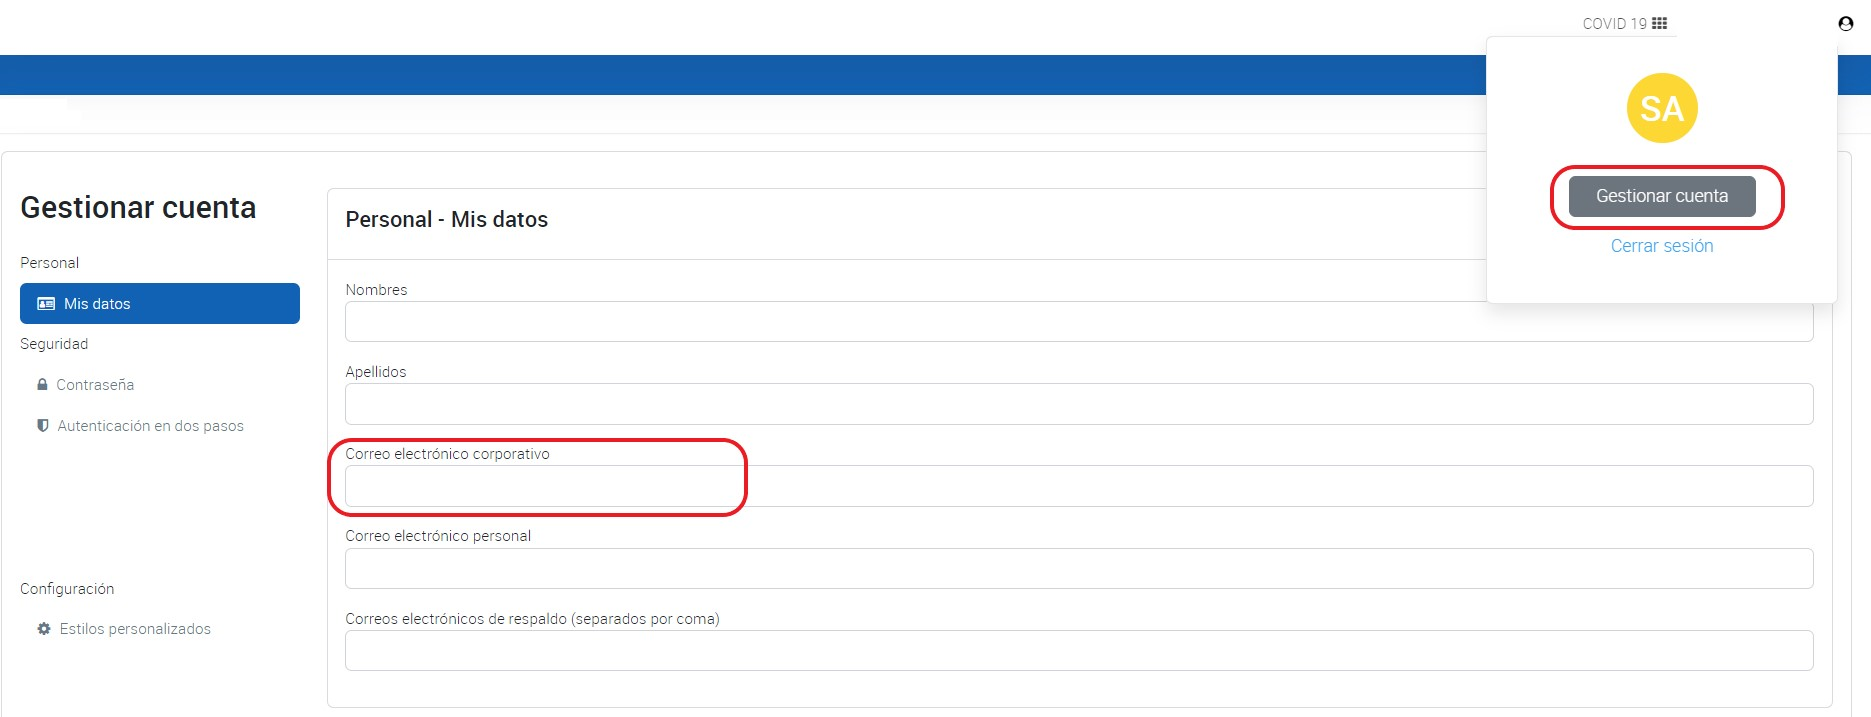 COVID 19
SA
Gestionar cuenta
Cerrar sesión
Gestionar cuenta
Personal
Mis datos
Seguridad
Contraseña
Autenticación en dos pasos
Configuración
Estilos personalizados
Personal - Mis datos
Nombres
Apellidos
Correo electrónico corporativo
Correo electrónico personal
Correos electrónicos de respaldo (separados por coma)